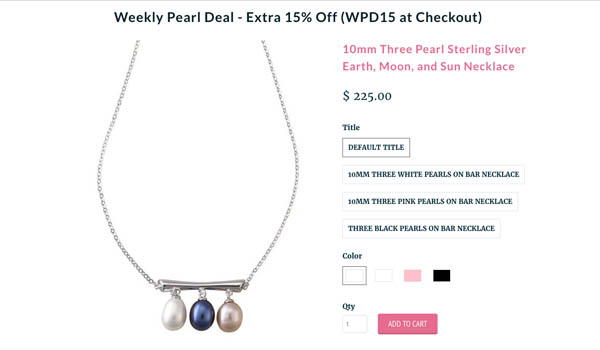 Weekly Pearl Deal - Extra 15% Off (WPD15 at Checkout)
10mm Three Pearl Sterling Silver
Earth, Moon, and Sun Necklace
$ 225.00
Title
DEFAULT TITLE
10MM THREE WHITE PEARLS ON BAR NECKLACE
10MM THREE PINK PEARLS ON BAR NECKLACE
THREE BLACK PEARLS ON BAR NECKLACE
Color
Qty
1
ADD TO CART